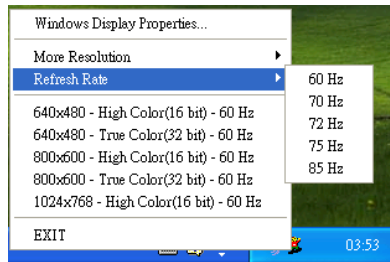 Windows Display Properties...
More Resolution
Refresh Rate
60 Hz
70 Hz
72 Hz
75 Hz
85 Hz
640x480 - High Color(16 bit) - 60 Hz
640x480 - True Color(32 bit) - 60 Hz
800x600 - High Color(16 bit) - 60 Hz
800x600 - True Color(32 bit) - 60 Hz
1024x768 - High Color(16 bit) - 60 Hz
EXIT
03:53